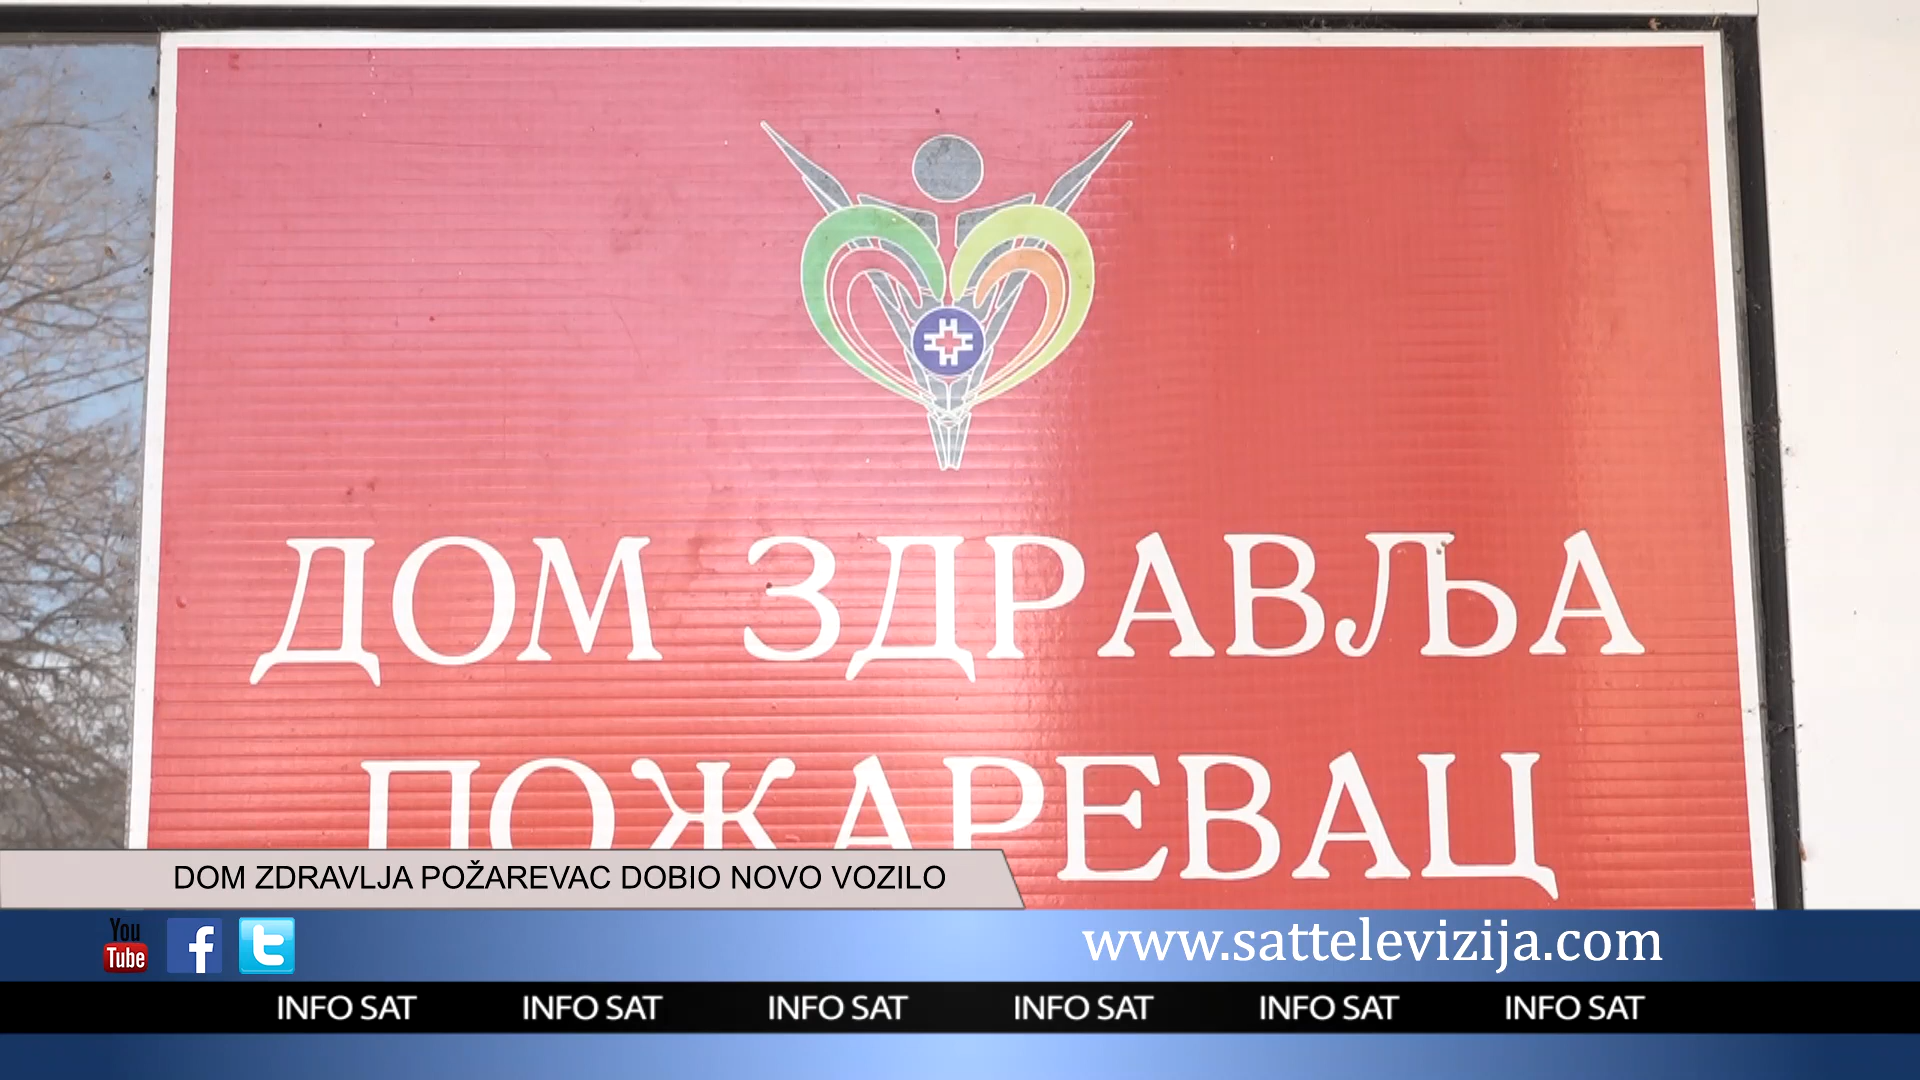 ДОМ ЗДРАВЉА
ПОЖАРЕВАЦ
DOM ZDRAVLJA POŽAREVAC DOBIO NOVO VOZILO
You
Tube
www.sattelevizija.com
INFO SAT INFO SAT INFO SAT INFO SAT INFO SAT INFO SAT